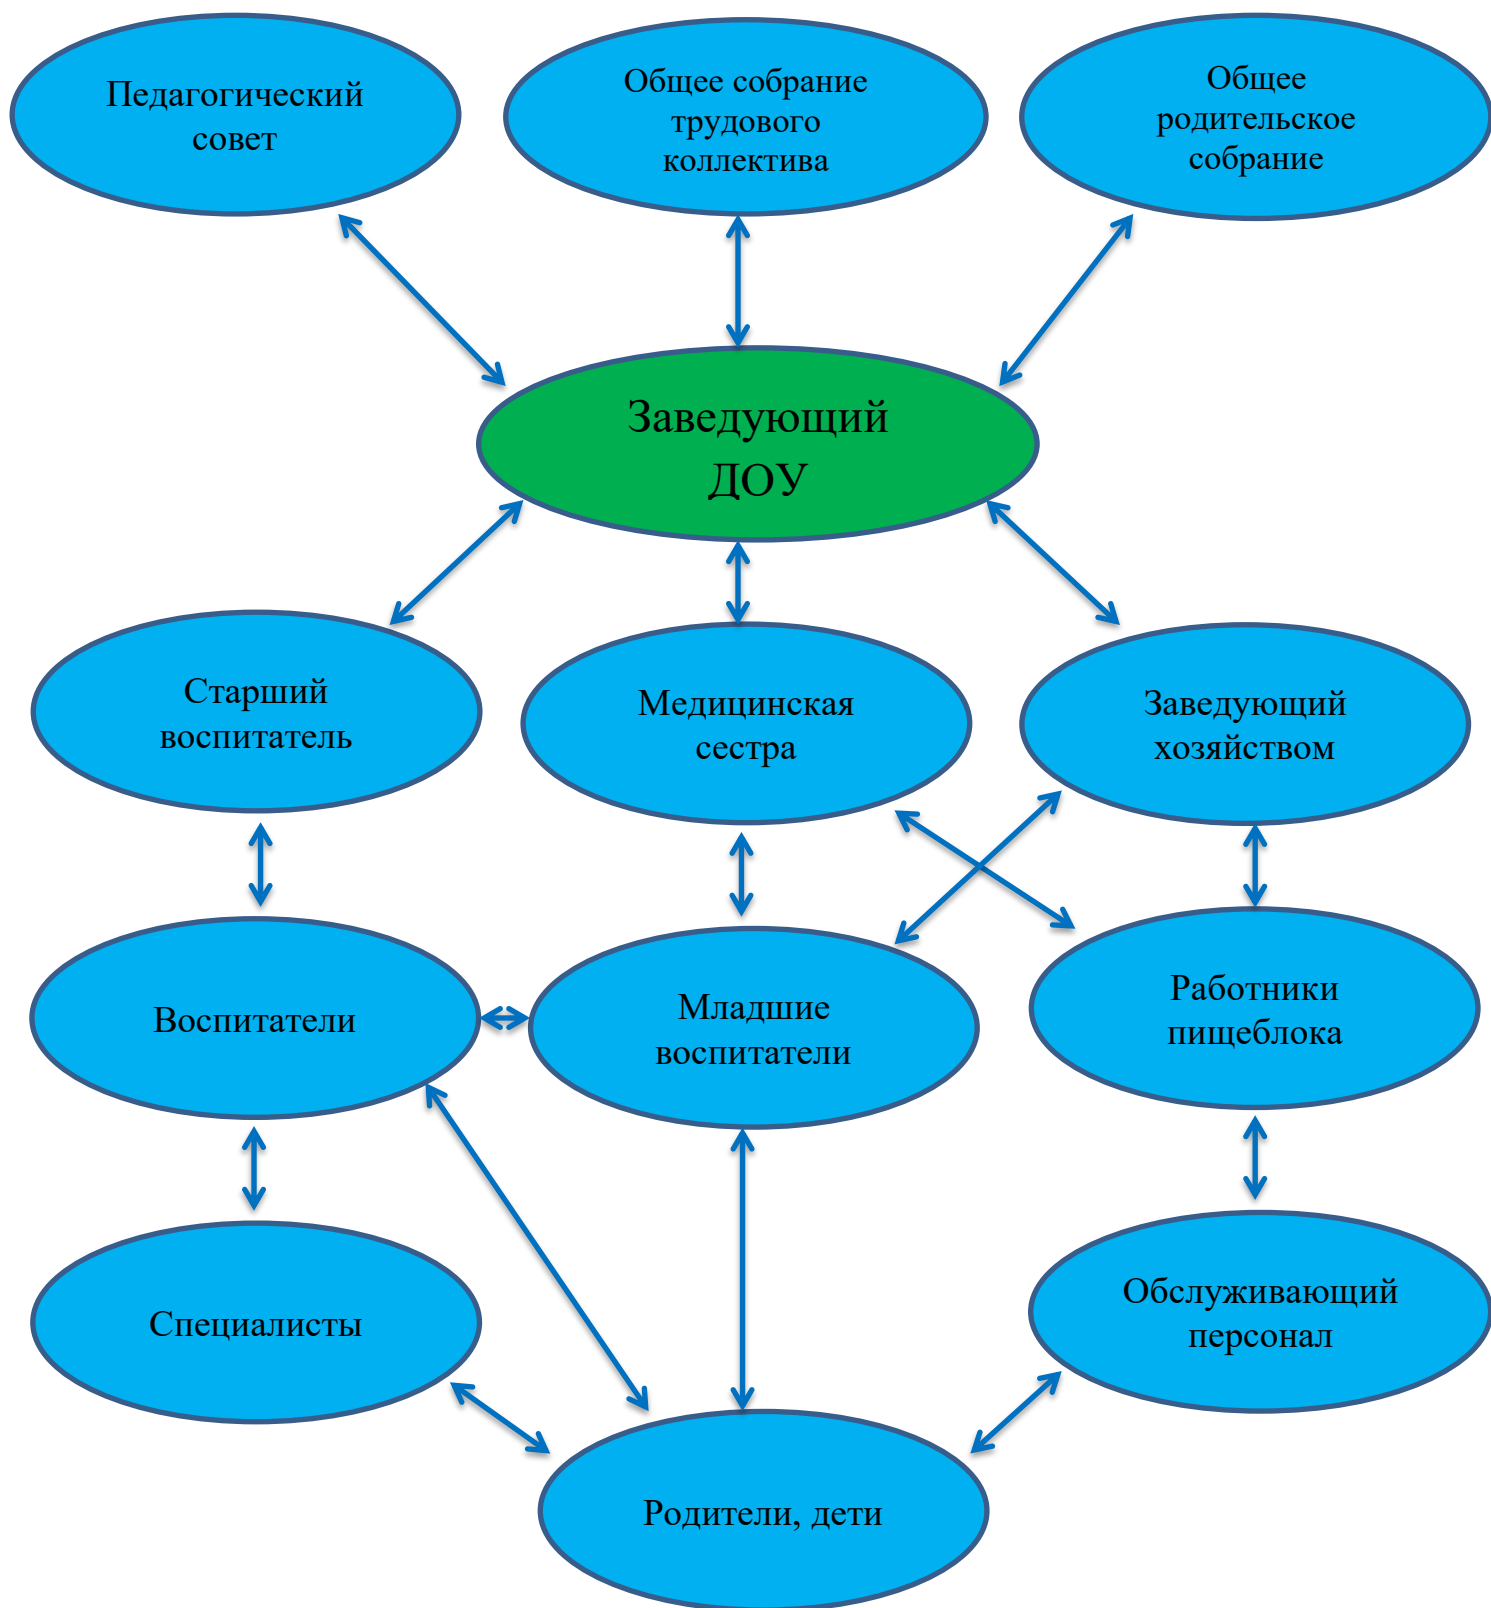 Педагогический
совет
Общее собрание
трудового
коллектива
Общее
родительское
собрание
Заведующий
ДОУ
Старший
воспитатель
Медицинская
сестра
Заведующий
хозяйством
Воспитатели
Младшие
воспитатели
Работники
пищеблока
Специалисты
Обслуживающий
персонал
Родители, дети